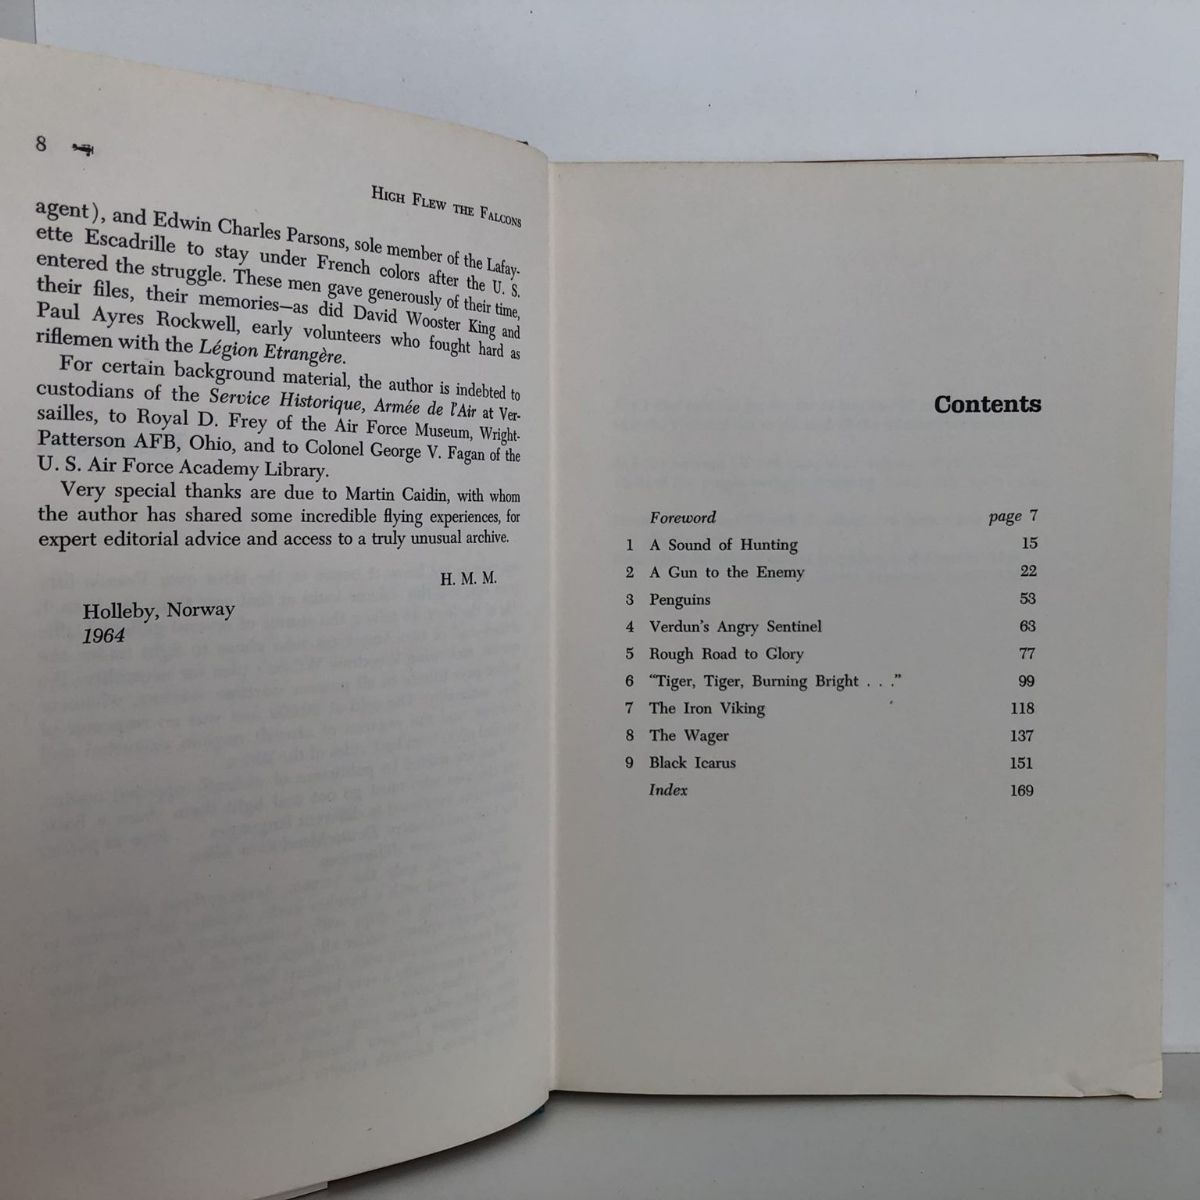 8
High Flew the Falcons
agent), and Edwin Charles Parsons, sole member of the Lafay-
ette Escadrille to stay under French colors after the U. S.
entered the struggle. These men gave generously of their time,
their files, their memories—as did David Wooster King and
Paul Ayres Rockwell, early volunteers who fought hard as
riflemen with the Légion Etrangère.
For certain background material, the author is indebted to
custodians of the Service Historique, Armée de l'Air at Ver-
sailles, to Royal D. Frey of the Air Force Museum, Wright-
Patterson AFB, Ohio, and to Colonel George V. Fagan of the
U. S. Air Force Academy Library.
Very special thanks are due to Martin Caidin, with whom
the author has shared some incredible flying experiences, for
expert editorial advice and access to a truly unusual archive.
H. M. M.
Holleby, Norway
1964
Contents
Foreword page 7
1 A Sound of Hunting 15
2 A Gun to the Enemy 22
3 Penguins 53
4 Verdun's Angry Sentinel 63
5 Rough Road to Glory 77
6 "Tiger, Tiger, Burning Bright . . ." 99
7 The Iron Viking 118
8 The Wager 137
9 Black Icarus 151
Index 169